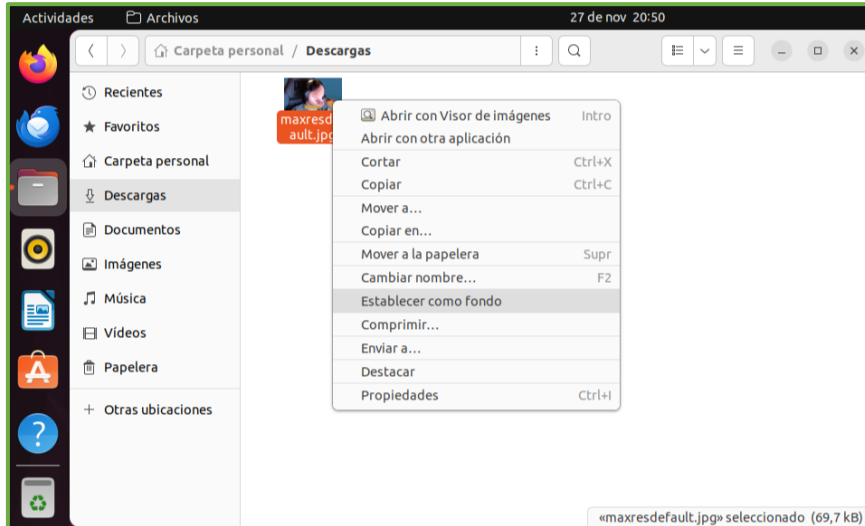 Actividades Archivos 27 de nov 20:50
Carpeta personal / Descargas
Recientes
Favoritos
Carpeta personal
Descargas
Documentos
Imágenes
Música
Vídeos
Papelera
Otras ubicaciones
maxresd
ault.jpg
Abrir con Visor de imágenes Intro
Abrir con otra aplicación
Cortar Ctrl+X
Copiar Ctrl+C
Mover a...
Copiar en...
Mover a la papelera Supr
Cambiar nombre... F2
Establecer como fondo
Comprimir...
Enviar a...
Destacar
Propiedades Ctrl+I
«maxresdefault.jpg» seleccionado (69,7 kB)